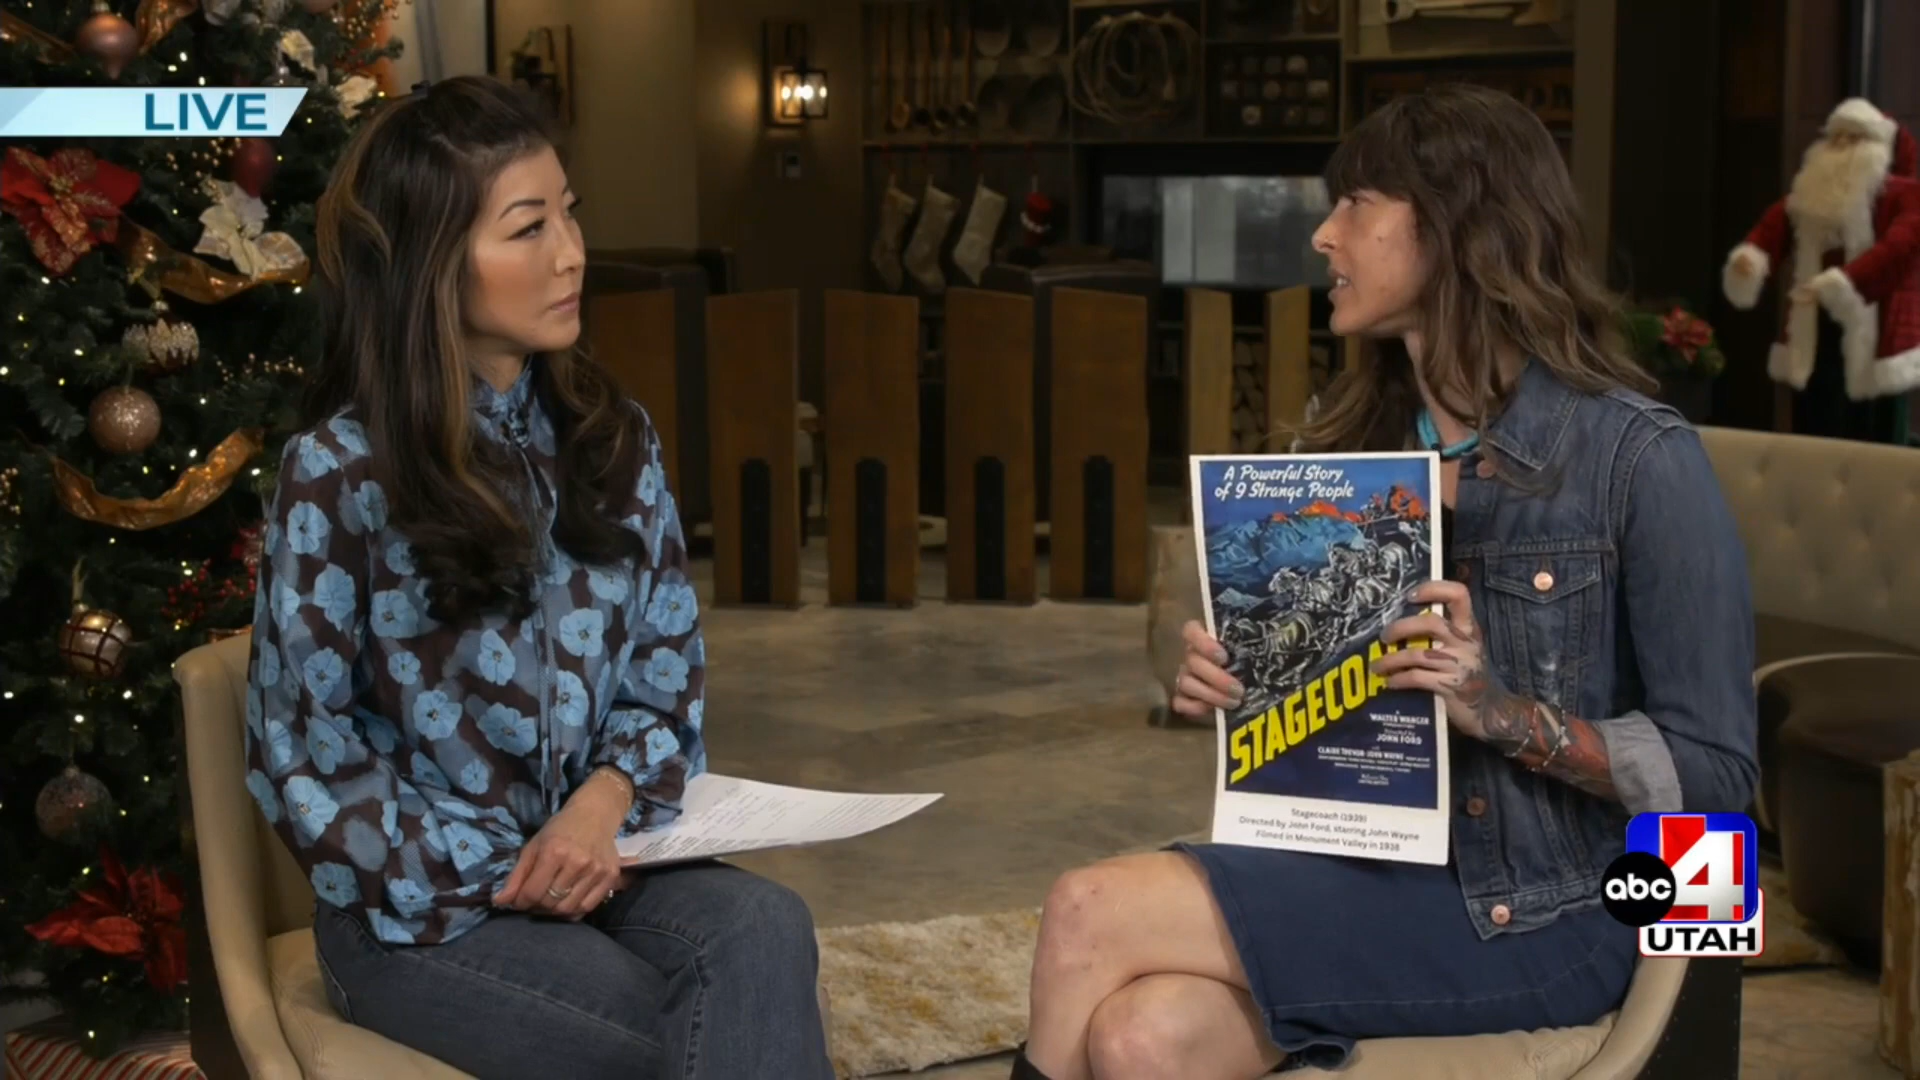 LIVE
A Powerful Story
of 9 Strange People
STAGECOA
WALTER WANGER
JOHN FORD
CLAIRE TREVOR · JOHN WAYNE
Stagecoach (1939)
Directed by John Ford, starring John Wayne
Filmed in Monument Valley in 1938
abc 4
UTAH